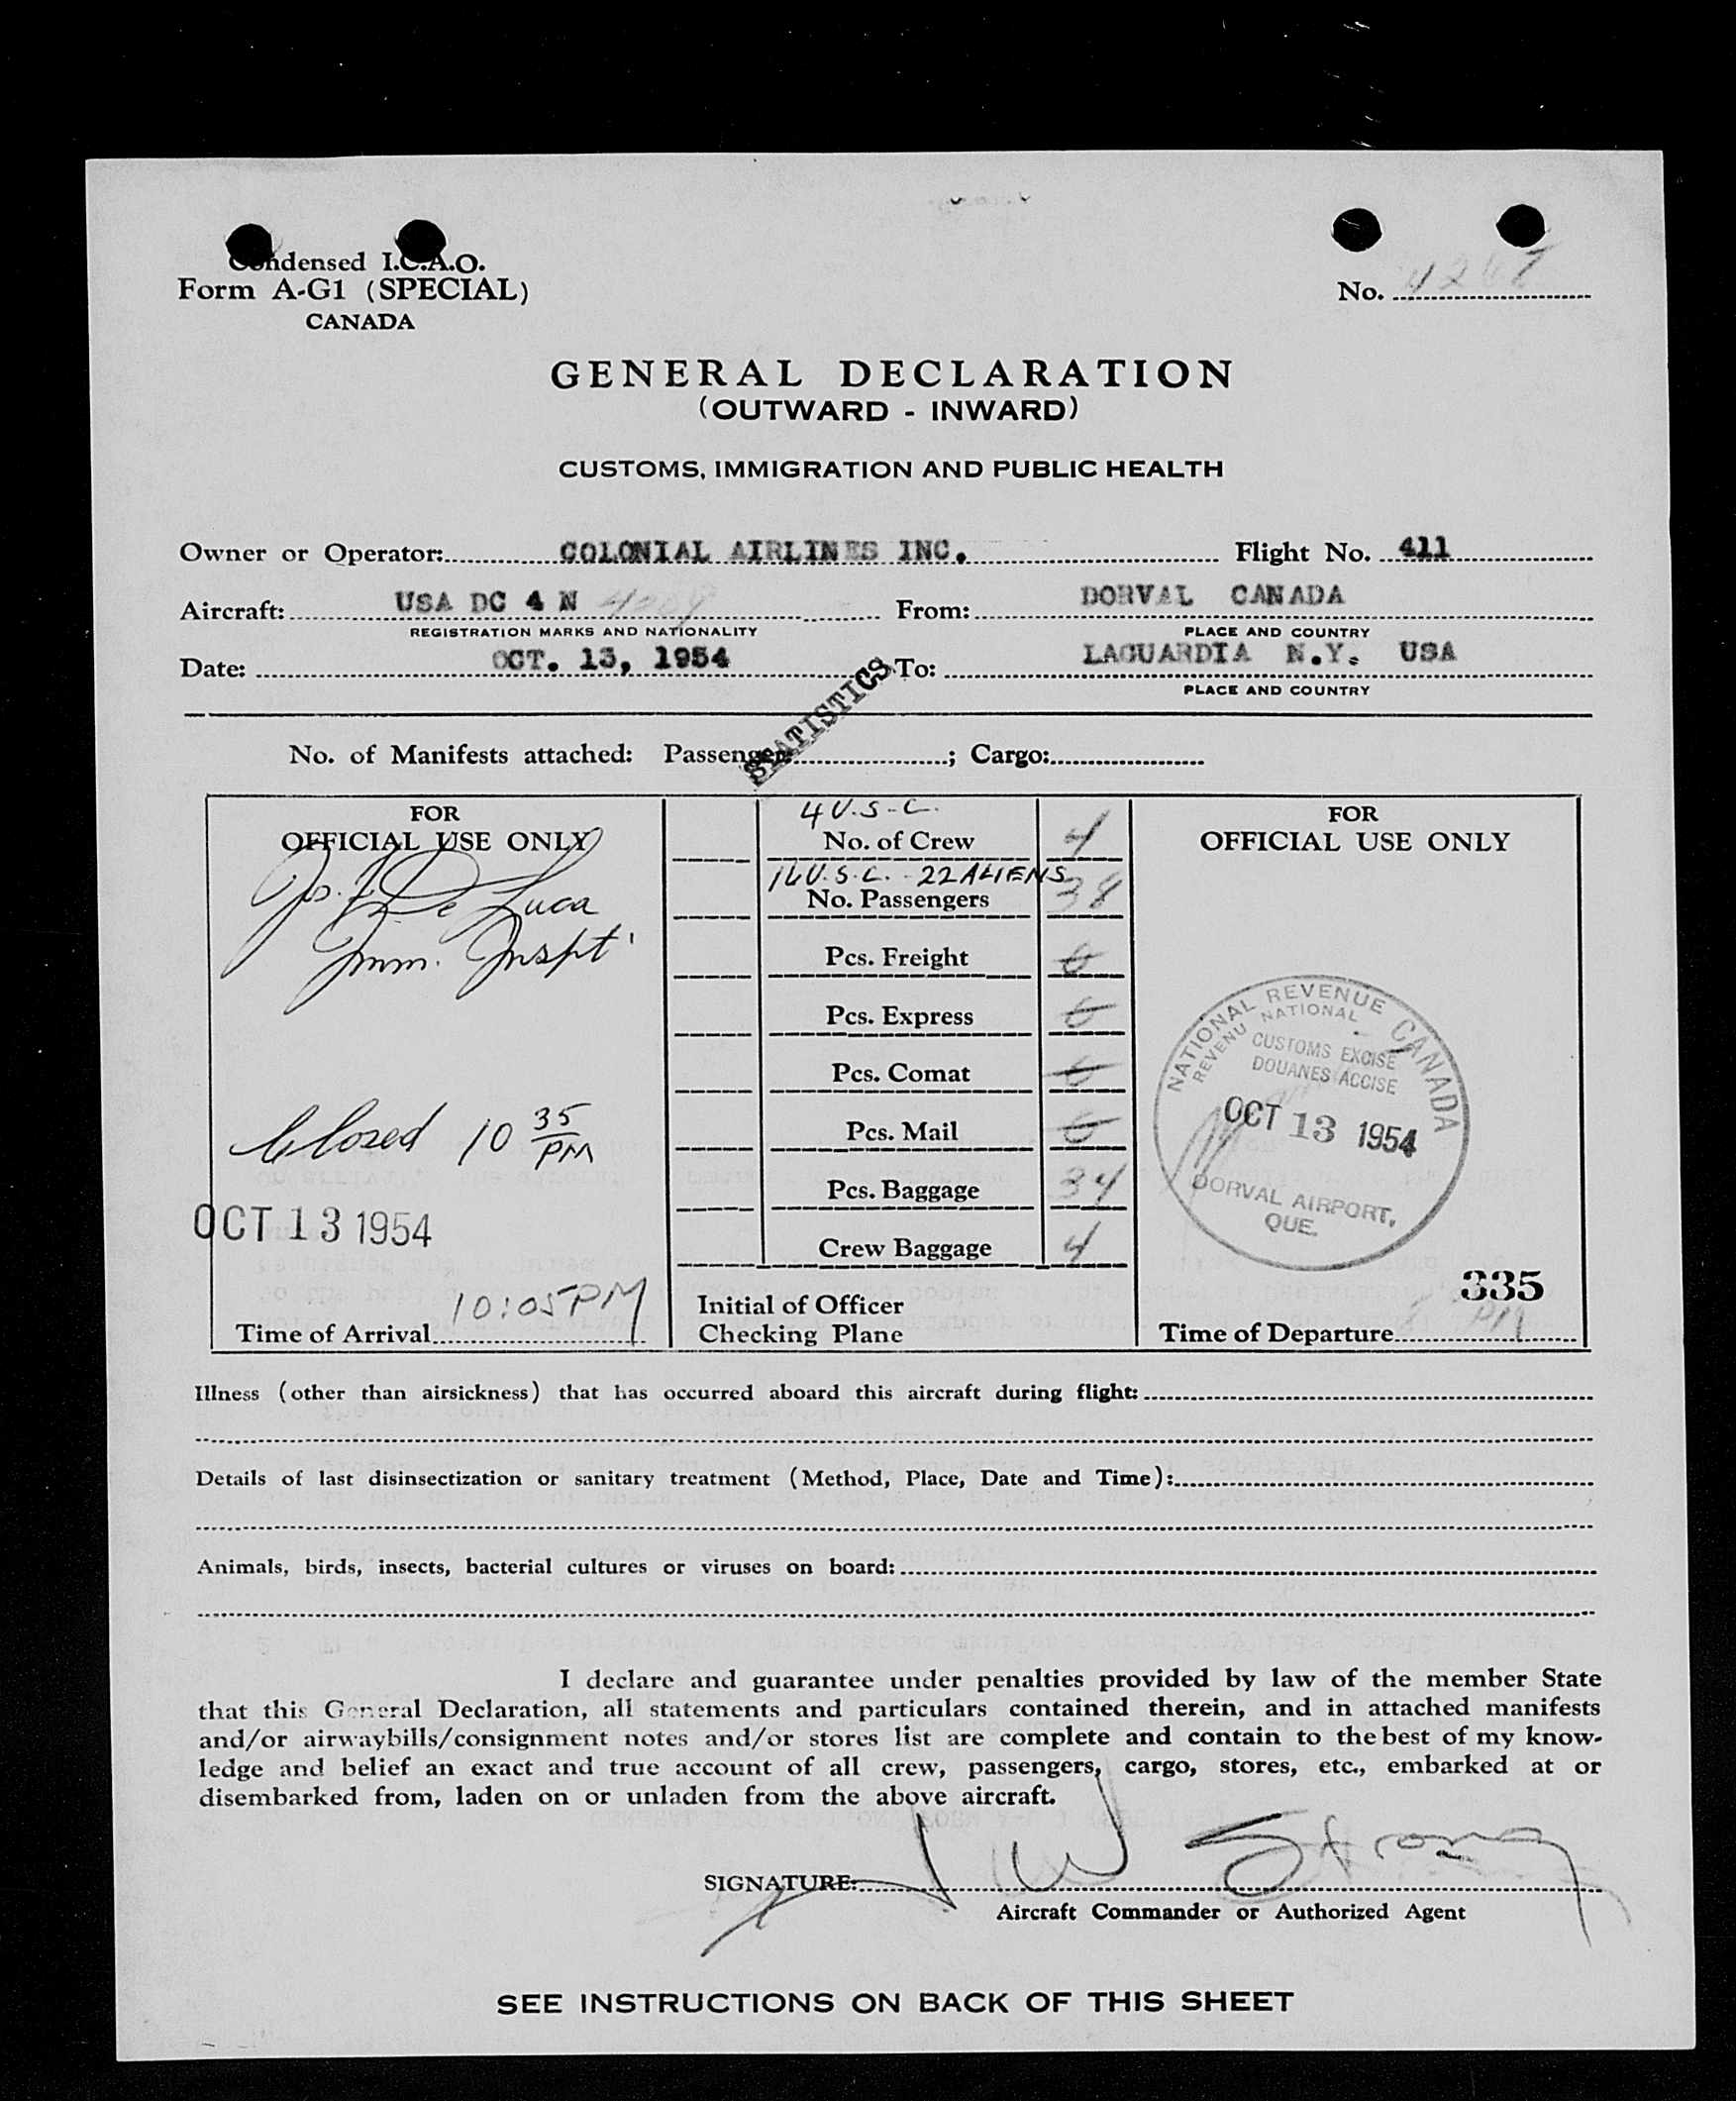 Condensed I.C.A.O.
Form A-G1 (SPECIAL)
CANADA
No. 4267
GENERAL DECLARATION
(OUTWARD - INWARD)
CUSTOMS, IMMIGRATION AND PUBLIC HEALTH
Owner or Operator: COLONIAL AIRLINES INC. Flight No. 411
Aircraft: USA DC 4 N From: DORVAL CANADA
REGISTRATION MARKS AND NATIONALITY PLACE AND COUNTRY
Date: OCT. 13, 1954 To: LAGUARDIA N.Y. USA
PLACE AND COUNTRY
STATISTICS
No. of Manifests attached: Passenger ; Cargo:
FOR
OFFICIAL USE ONLY
De Luca
Imm. Inspt
Closed 10 35 PM
OCT 13 1954
10:05 PM
Time of Arrival
4 U.S.C.
No. of Crew 4
16 U.S.C. - 22 ALIENS
No. Passengers 38
Pcs. Freight 0
Pcs. Express 0
Pcs. Comat 0
Pcs. Mail 0
Pcs. Baggage 34
Crew Baggage 4
Initial of Officer
Checking Plane
FOR
OFFICIAL USE ONLY
NATIONAL REVENUE CANADA
REVENU NATIONAL
CUSTOMS EXCISE
DOUANES ACCISE
OCT 13 1954
DORVAL AIRPORT,
QUE.
335
PM
Time of Departure
Illness (other than airsickness) that has occurred aboard this aircraft during flight:
Details of last disinsectization or sanitary treatment (Method, Place, Date and Time):
Animals, birds, insects, bacterial cultures or viruses on board:
I declare and guarantee under penalties provided by law of the member State
that this General Declaration, all statements and particulars contained therein, and in attached manifests
and/or airwaybills/consignment notes and/or stores list are complete and contain to the best of my know-
ledge and belief an exact and true account of all crew, passengers, cargo, stores, etc., embarked at or
disembarked from, laden on or unladen from the above aircraft.
SIGNATURE: W Strong
Aircraft Commander or Authorized Agent
SEE INSTRUCTIONS ON BACK OF THIS SHEET